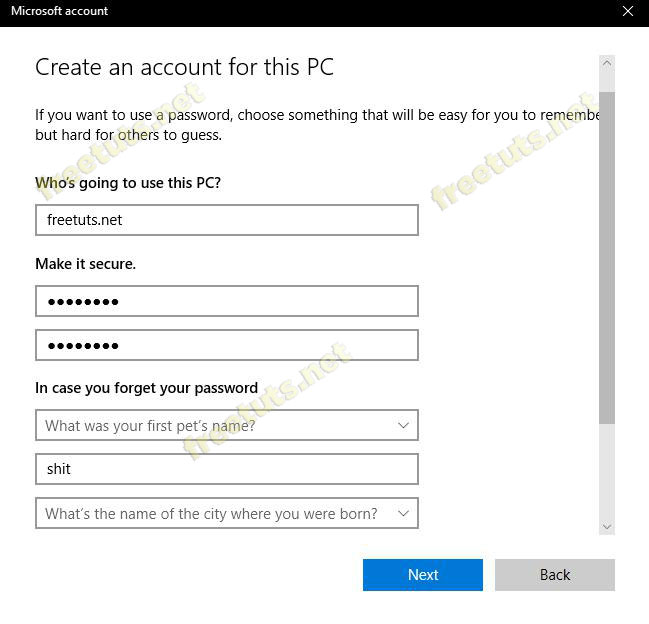 Microsoft account
Create an account for this PC
If you want to use a password, choose something that will be easy for you to remembe
but hard for others to guess.
Who's going to use this PC?
freetuts.net
Make it secure.
●●●●●●●●
●●●●●●●●
In case you forget your password
What was your first pet's name?
shit
What's the name of the city where you were born?
Next Back
freetuts.net
freetuts.net
freetuts.net